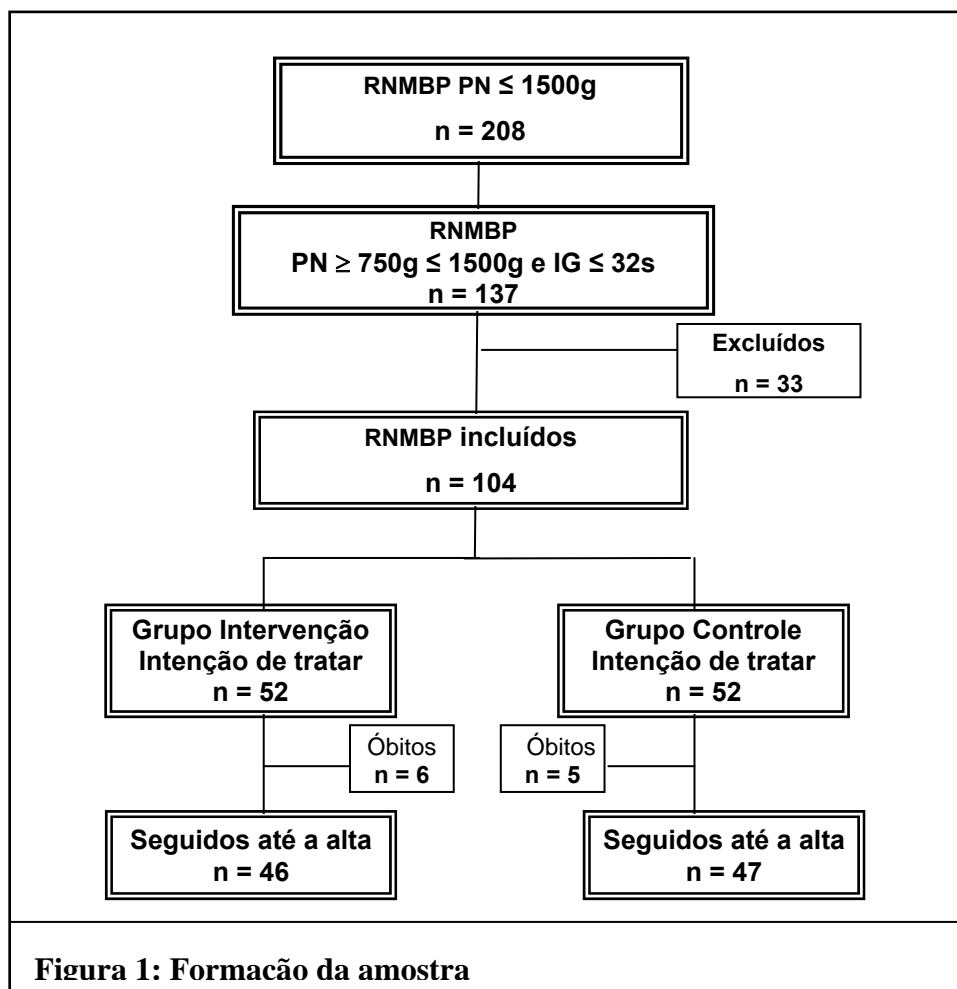 RNMBP PN ≤ 1500g
n = 208
RNMBP
PN ≥ 750g ≤ 1500g e IG ≤ 32s
n = 137
Excluídos
n = 33
RNMBP incluídos
n = 104
Grupo Intervenção
Intenção de tratar
n = 52
Grupo Controle
Intenção de tratar
n = 52
Óbitos
n = 6
Óbitos
n = 5
Seguidos até a alta
n = 46
Seguidos até a alta
n = 47
Figura 1: Formação da amostra